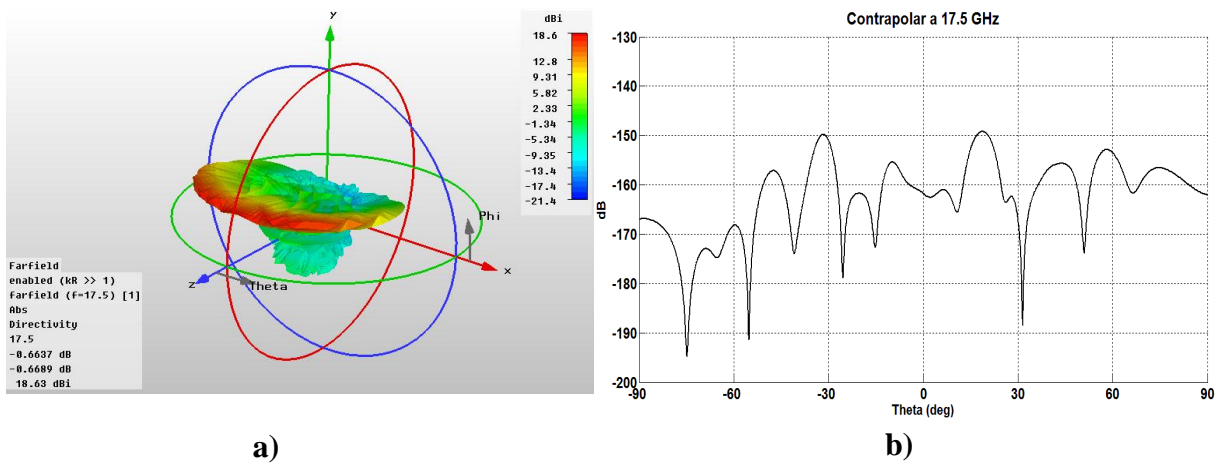 dBi
18.6
12.8
9.31
5.82
2.33
-1.34
-5.34
-9.35
-13.4
-17.4
-21.4
y
Phi
x
z
Theta
Farfield
enabled (kR >> 1)
farfield (f=17.5) [1]
Abs
Directivity
17.5
-0.6637 dB
-0.6689 dB
18.63 dBi
a)
Contrapolar a 17.5 GHz
-130
-140
-150
-160
-170
-180
-190
-200
dB
-90 -60 -30 0 30 60 90
Theta (deg)
b)